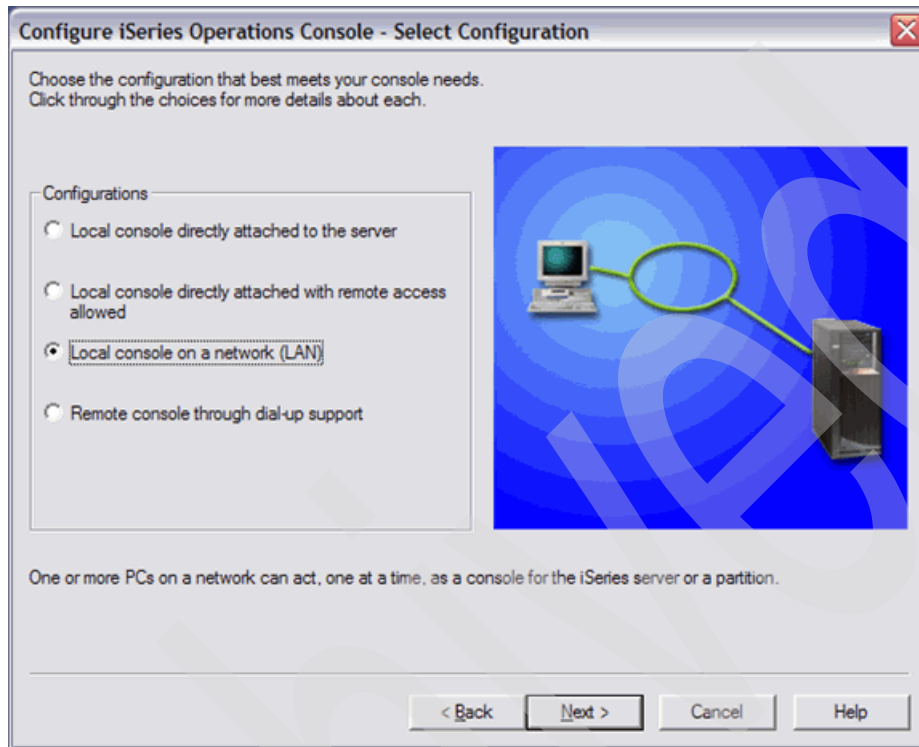 Configure iSeries Operations Console - Select Configuration
Choose the configuration that best meets your console needs.
Click through the choices for more details about each.
Configurations
Local console directly attached to the server
Local console directly attached with remote access
allowed
Local console on a network (LAN)
Remote console through dial-up support
One or more PCs on a network can act, one at a time, as a console for the iSeries server or a partition.
< Back
Next >
Cancel
Help